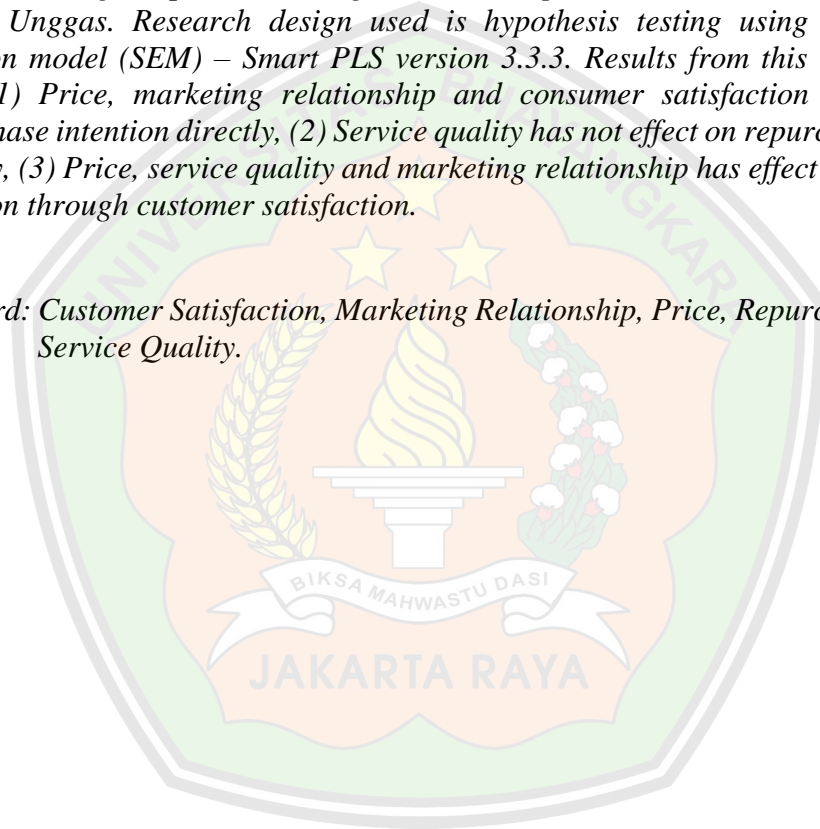 Unggas. Research design used is hypothesis testing using
on model (SEM) – Smart PLS version 3.3.3. Results from this
1) Price, marketing relationship and consumer satisfaction
hase intention directly, (2) Service quality has not effect on repurc
, (3) Price, service quality and marketing relationship has effect
on through customer satisfaction.
rd: Customer Satisfaction, Marketing Relationship, Price, Repurc
Service Quality.
UNIVERSITAS BHAYANGKARA
BIKSA MAHWASTU DASI
JAKARTA RAYA